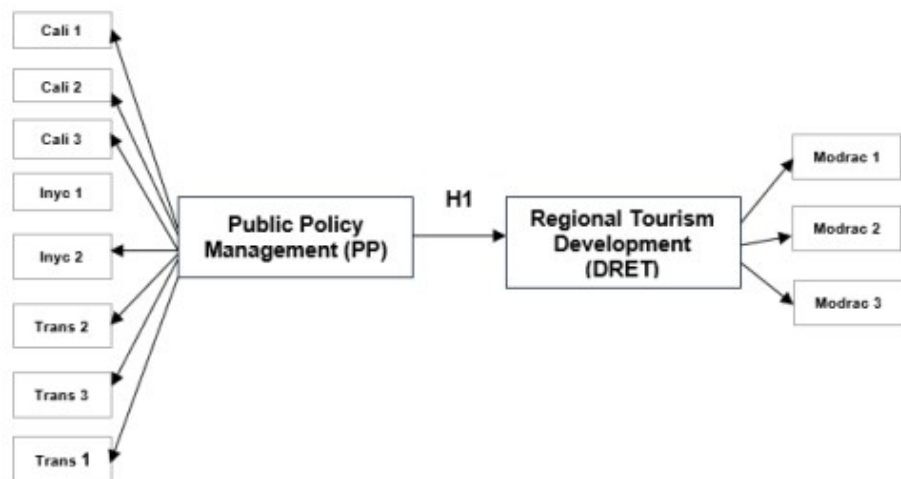 Cali 1
Cali 2
Cali 3
Inyc 1
Inyc 2
Trans 2
Trans 3
Trans 1
Public Policy
Management (PP)
H1
Regional Tourism
Development
(DRET)
Modrac 1
Modrac 2
Modrac 3